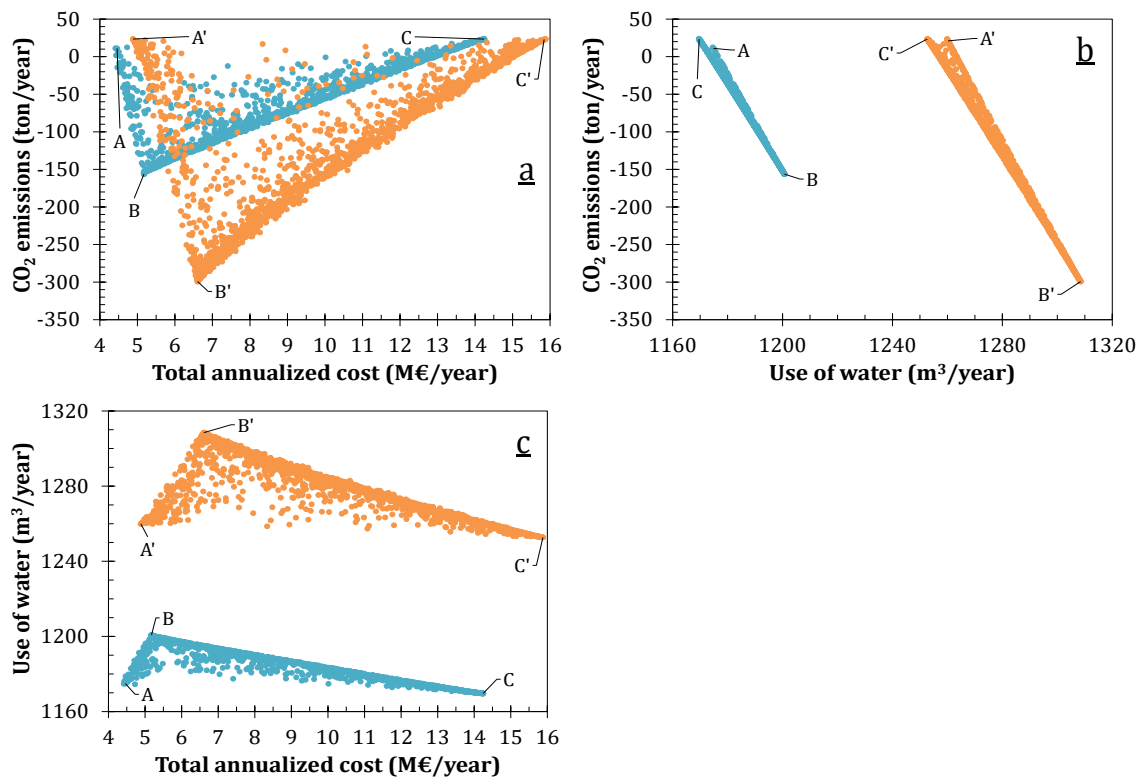 50
0
-50
-100
-150
-200
-250
-300
-350
CO₂ emissions (ton/year)
A'
C
C'
A
B
B'
a
4 5 6 7 8 9 10 11 12 13 14 15 16
Total annualized cost (M€/year)
50
0
-50
-100
-150
-200
-250
-300
-350
CO₂ emissions (ton/year)
A
C
B
C'
A'
B'
b
1160 1200 1240 1280 1320
Use of water (m³/year)
1320
1280
1240
1200
1160
Use of water (m³/year)
B'
c
A'
C'
B
A
C
4 5 6 7 8 9 10 11 12 13 14 15 16
Total annualized cost (M€/year)